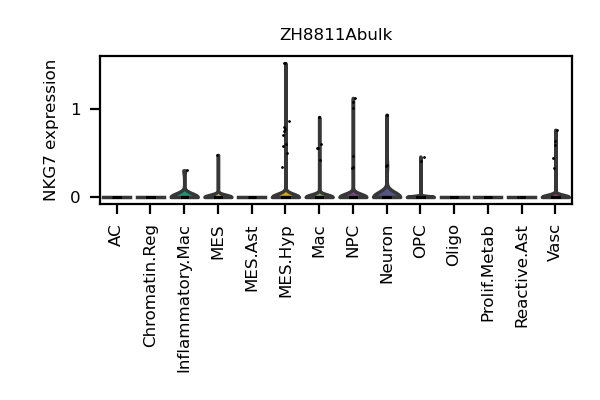 ZH8811Abulk
NKG7 expression
1
0
AC
Chromatin.Reg
Inflammatory.Mac
MES
MES.Ast
MES.Hyp
Mac
NPC
Neuron
OPC
Oligo
Prolif.Metab
Reactive.Ast
Vasc